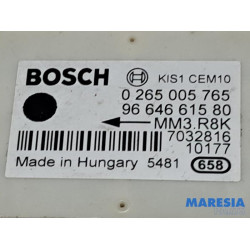 BOSCH KIS1 CEM10
0 265 005 765
96 646 615 80
MM3.R8K
7032816
10177
Made in Hungary 5481 658
MARESIA